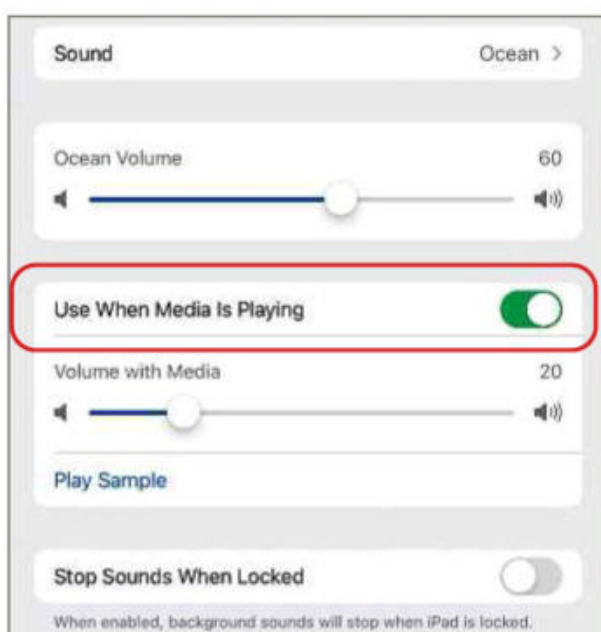 Sound Ocean >
Ocean Volume 60
Use When Media Is Playing
Volume with Media 20
Play Sample
Stop Sounds When Locked
When enabled, background sounds will stop when iPad is locked.